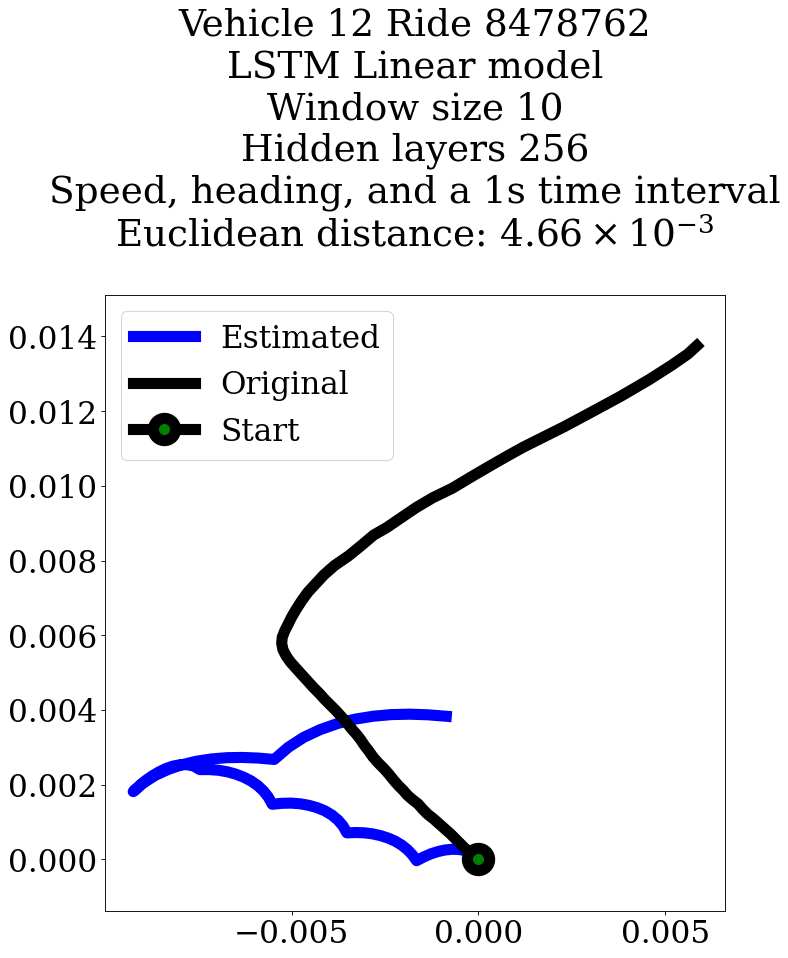 Vehicle 12 Ride 8478762
LSTM Linear model
Window size 10
Hidden layers 256
Speed, heading, and a 1s time interval
Euclidean distance: 4.66 × 10⁻³
Estimated
Original
Start
0.014
0.012
0.010
0.008
0.006
0.004
0.002
0.000
−0.005 0.000 0.005